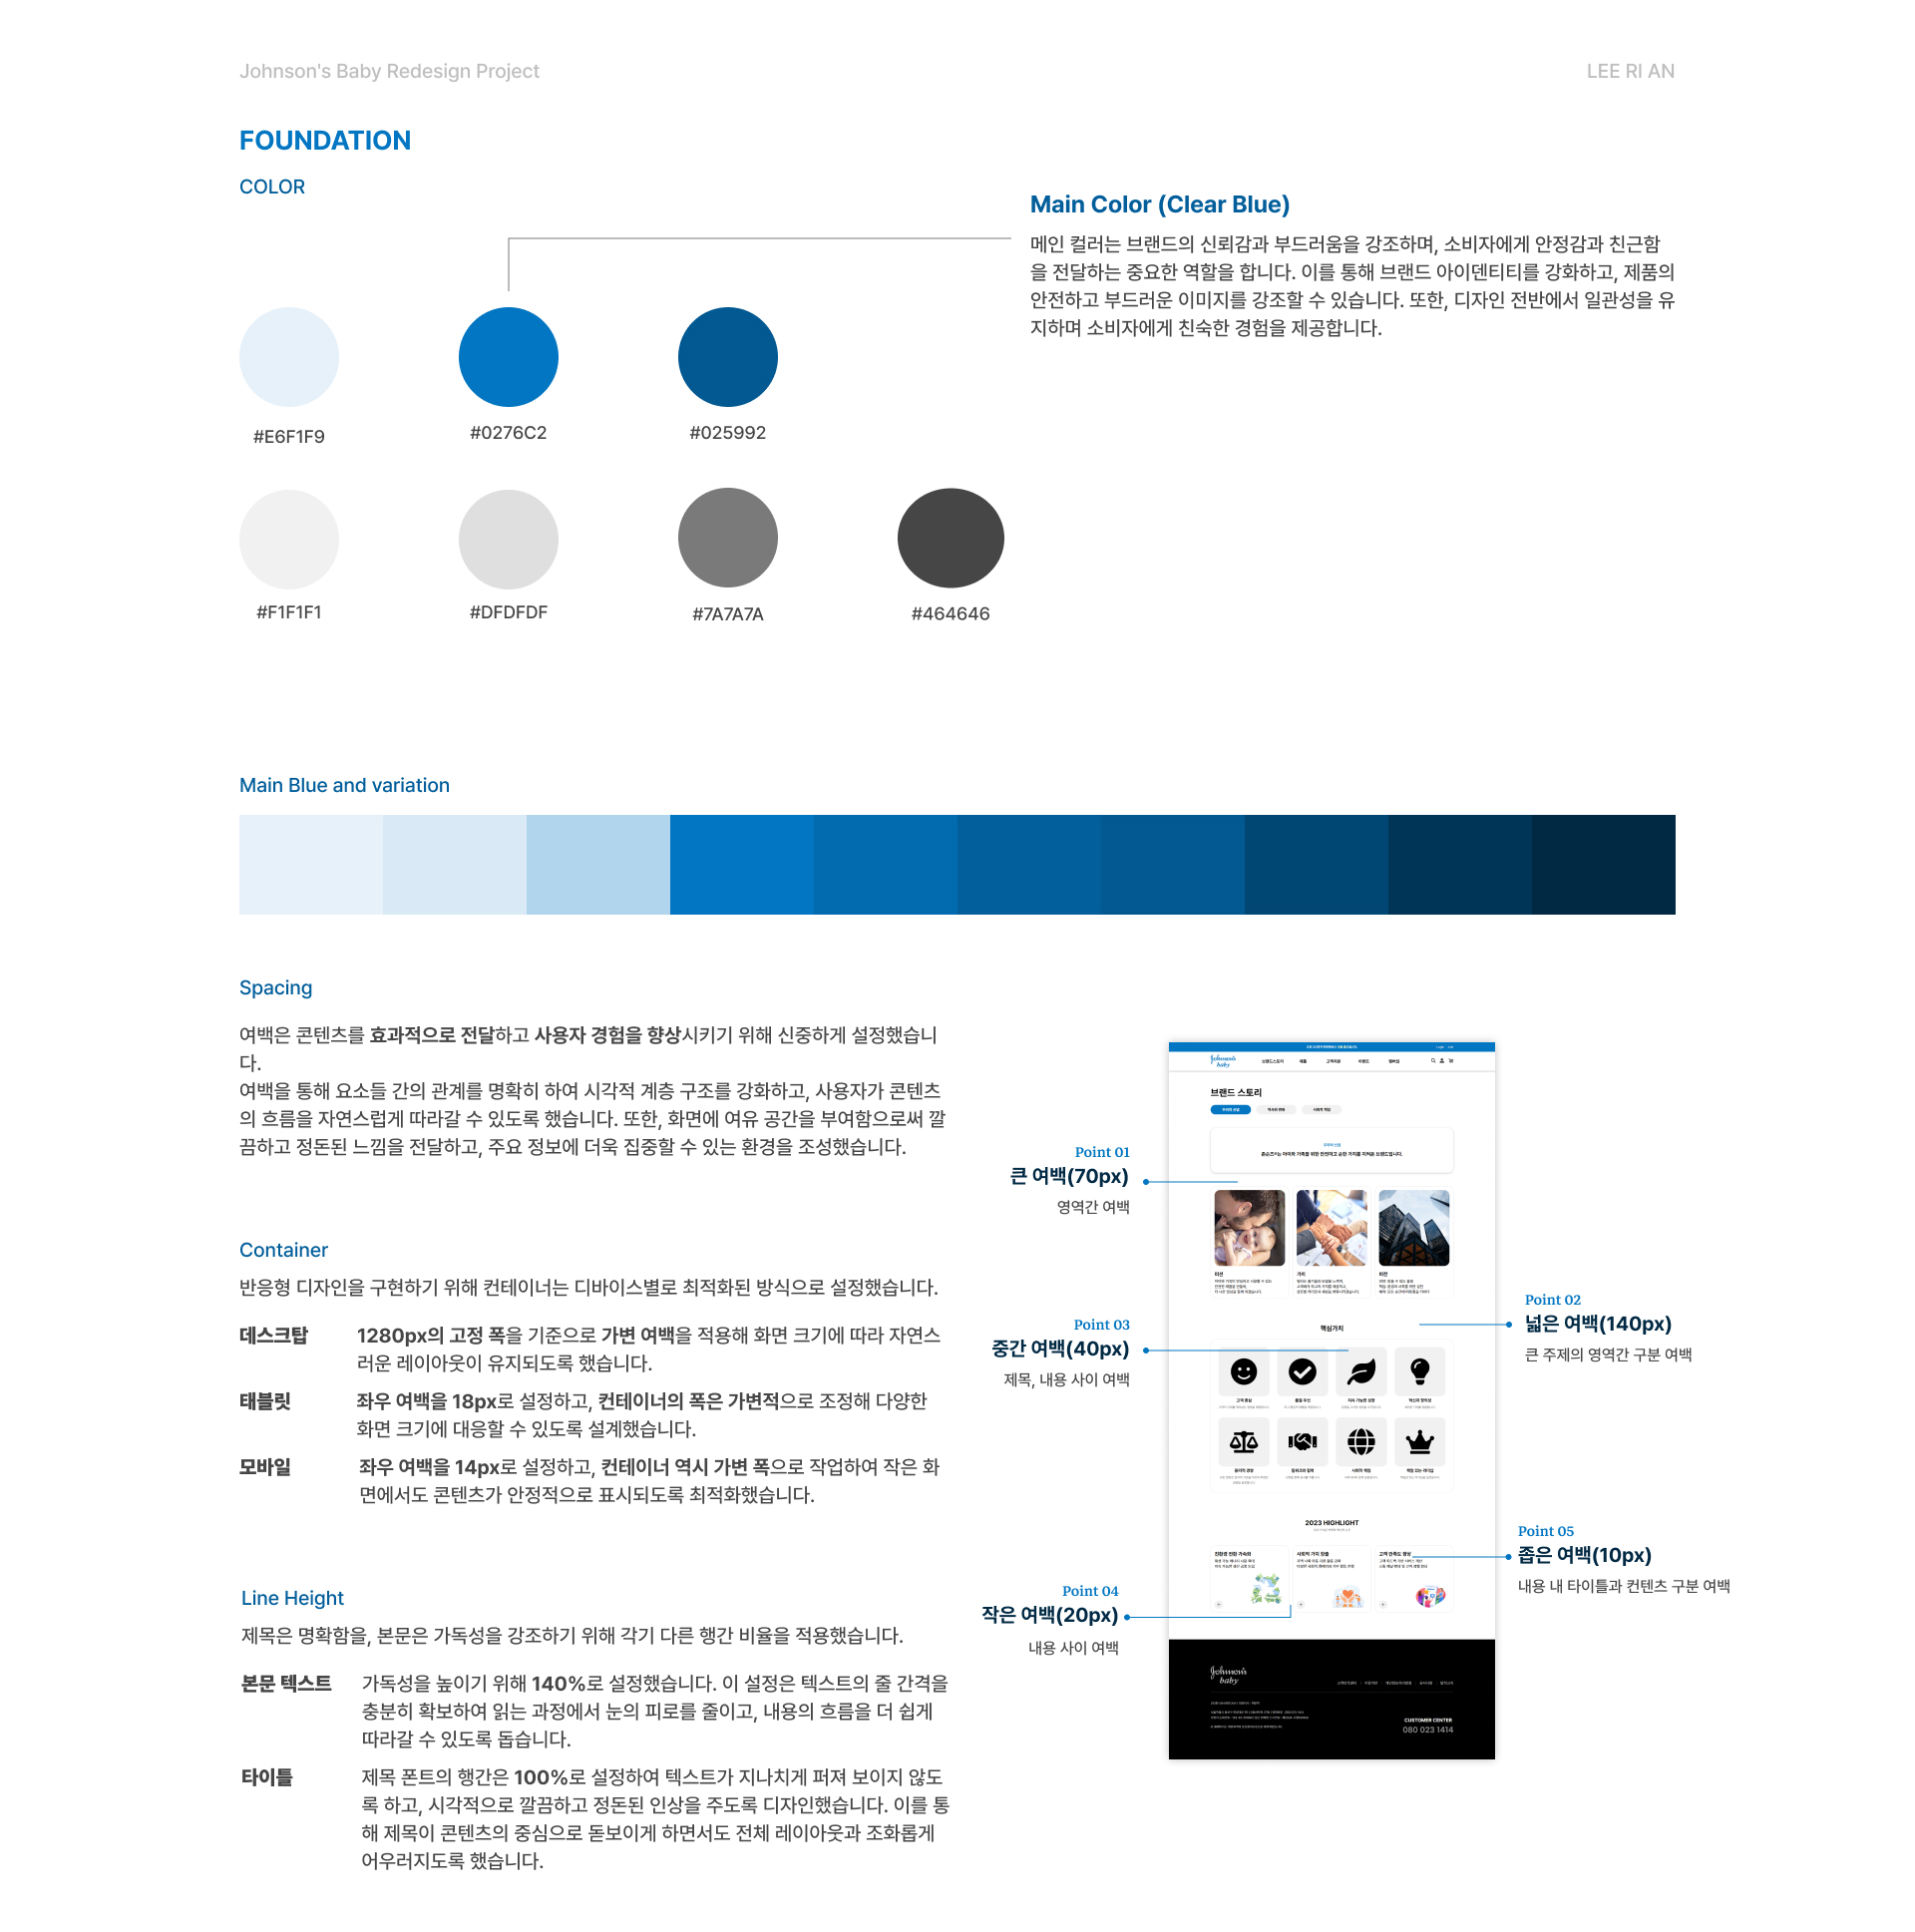 Johnson's Baby Redesign Project
LEE RI AN
FOUNDATION
COLOR
Main Color (Clear Blue)
메인 컬러는 브랜드의 신뢰감과 부드러움을 강조하며, 소비자에게 안정감과 친근함
을 전달하는 중요한 역할을 합니다. 이를 통해 브랜드 아이덴티티를 강화하고, 제품의
안전하고 부드러운 이미지를 강조할 수 있습니다. 또한, 디자인 전반에서 일관성을 유
지하며 소비자에게 친숙한 경험을 제공합니다.
#E6F1F9
#0276C2
#025992
#F1F1F1
#DFDFDF
#7A7A7A
#464646
Main Blue and variation
Spacing
여백은 콘텐츠를 효과적으로 전달하고 사용자 경험을 향상시키기 위해 신중하게 설정했습니
다.
여백을 통해 요소들 간의 관계를 명확히 하여 시각적 계층 구조를 강화하고, 사용자가 콘텐츠
의 흐름을 자연스럽게 따라갈 수 있도록 했습니다. 또한, 화면에 여유 공간을 부여함으로써 깔
끔하고 정돈된 느낌을 전달하고, 주요 정보에 더욱 집중할 수 있는 환경을 조성했습니다.
Container
반응형 디자인을 구현하기 위해 컨테이너는 디바이스별로 최적화된 방식으로 설정했습니다.
데스크탑
1280px의 고정 폭을 기준으로 가변 여백을 적용해 화면 크기에 따라 자연스
러운 레이아웃이 유지되도록 했습니다.
태블릿
좌우 여백을 18px로 설정하고, 컨테이너의 폭은 가변적으로 조정해 다양한
화면 크기에 대응할 수 있도록 설계했습니다.
모바일
좌우 여백을 14px로 설정하고, 컨테이너 역시 가변 폭으로 작업하여 작은 화
면에서도 콘텐츠가 안정적으로 표시되도록 최적화했습니다.
Line Height
제목은 명확함을, 본문은 가독성을 강조하기 위해 각기 다른 행간 비율을 적용했습니다.
본문 텍스트
가독성을 높이기 위해 140%로 설정했습니다. 이 설정은 텍스트의 줄 간격을
충분히 확보하여 읽는 과정에서 눈의 피로를 줄이고, 내용의 흐름을 더 쉽게
따라갈 수 있도록 돕습니다.
타이틀
제목 폰트의 행간은 100%로 설정하여 텍스트가 지나치게 퍼져 보이지 않도
록 하고, 시각적으로 깔끔하고 정돈된 인상을 주도록 디자인했습니다. 이를 통
해 제목이 콘텐츠의 중심으로 돋보이게 하면서도 전체 레이아웃과 조화롭게
어우러지도록 했습니다.
Point 01
큰 여백(70px)
영역간 여백
Point 02
넓은 여백(140px)
큰 주제의 영역간 구분 여백
Point 03
중간 여백(40px)
제목, 내용 사이 여백
Point 04
작은 여백(20px)
내용 사이 여백
Point 05
좁은 여백(10px)
내용 내 타이틀과 컨텐츠 구분 여백
Johnson's
baby
브랜드스토리
제품
고객지원
브랜드 스토리
미션
가치
비전
핵심가치
2023 HIGHLIGHT
Johnson's
baby
CUSTOMER CENTER
080 023 1414